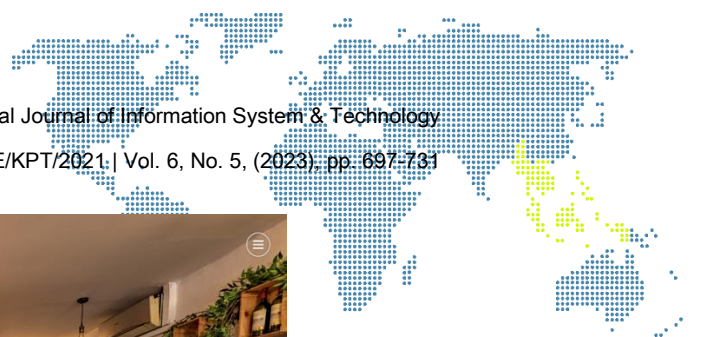 al Journal of Information System & Technology
E/KPT/2021 | Vol. 6, No. 5, (2023), pp. 697-731